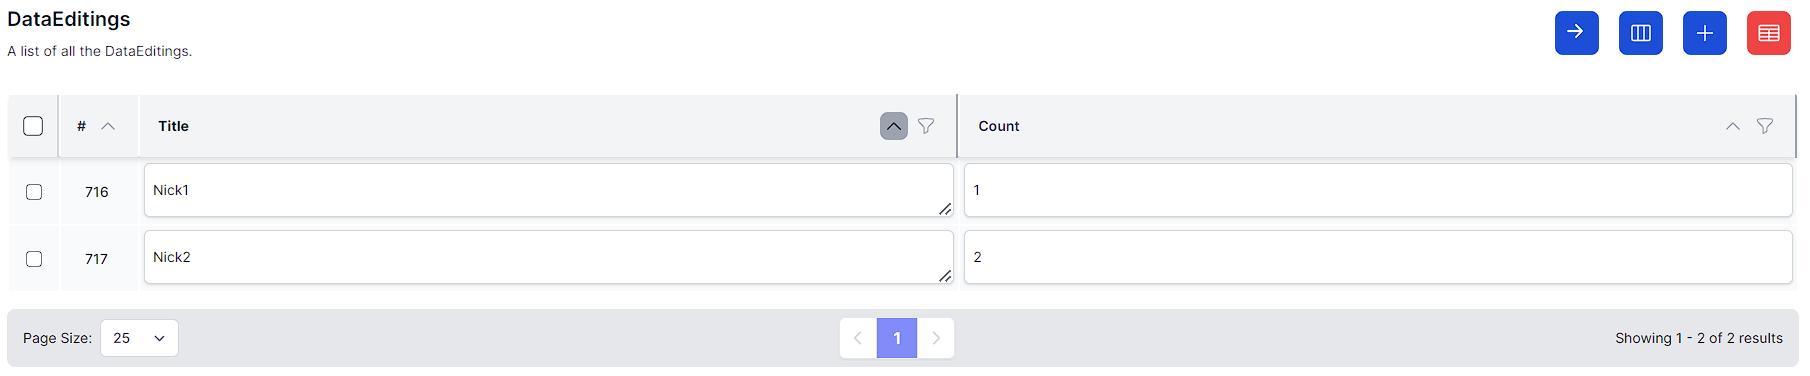 DataEditings
A list of all the DataEditings.
# Title Count
716 Nick1 1
717 Nick2 2
Page Size: 25 1 Showing 1 - 2 of 2 results